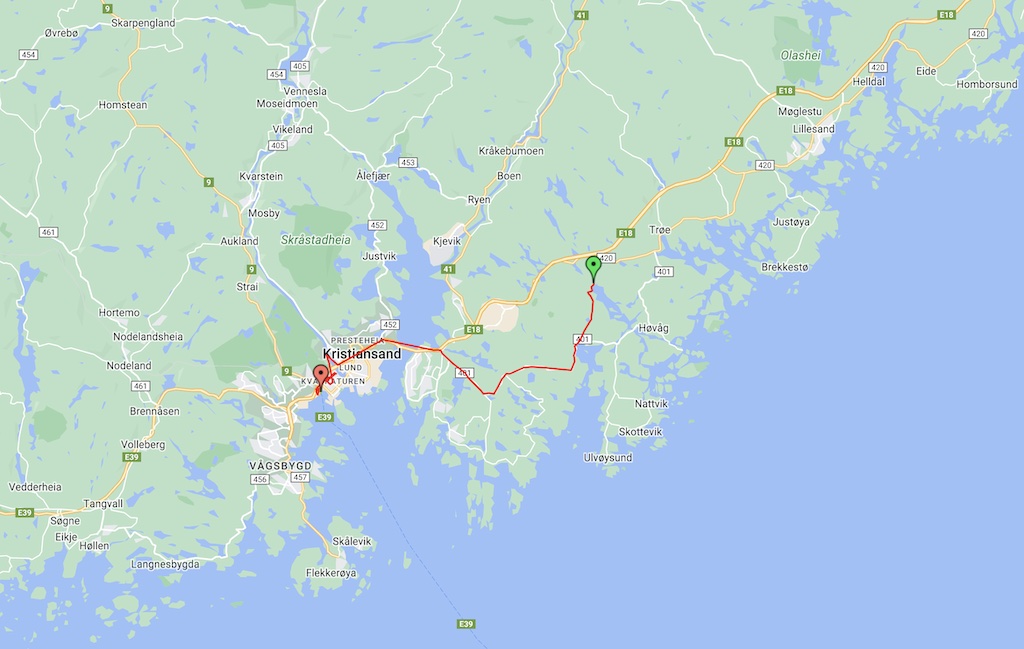 9
E18
41
Skarpengland
Øvrebø
420
454
Olashei
405
454
420
Eide
Helldal
Vennesla
Homborsund
E18
Moseidmoen
Homstean
Møglestu
Vikeland
Lillesand
E18
405
Kråkebumoen
453
420
Kvarstein
Ålefjær
Boen
9
Ryen
Mosby
452
Justøya
461
Trøe
E18
Aukland
Skråstadheia
Kjevik
Justvik
420
9
41
Brekkestø
401
Strai
Hortemo
452
E18
Høvåg
Nodelandsheia
PRESTEHEIA
401
Kristiansand
Nodeland
LUND
9
401
KVADRATUREN
461
Nattvik
Brennåsen
E39
Skottevik
Volleberg
E39
Ulvøysund
VÅGSBYGD
456
457
Vedderheia
Tangvall
E39
Søgne
Eikje
Skålevik
Høllen
Langnesbygda
Flekkerøya
E39